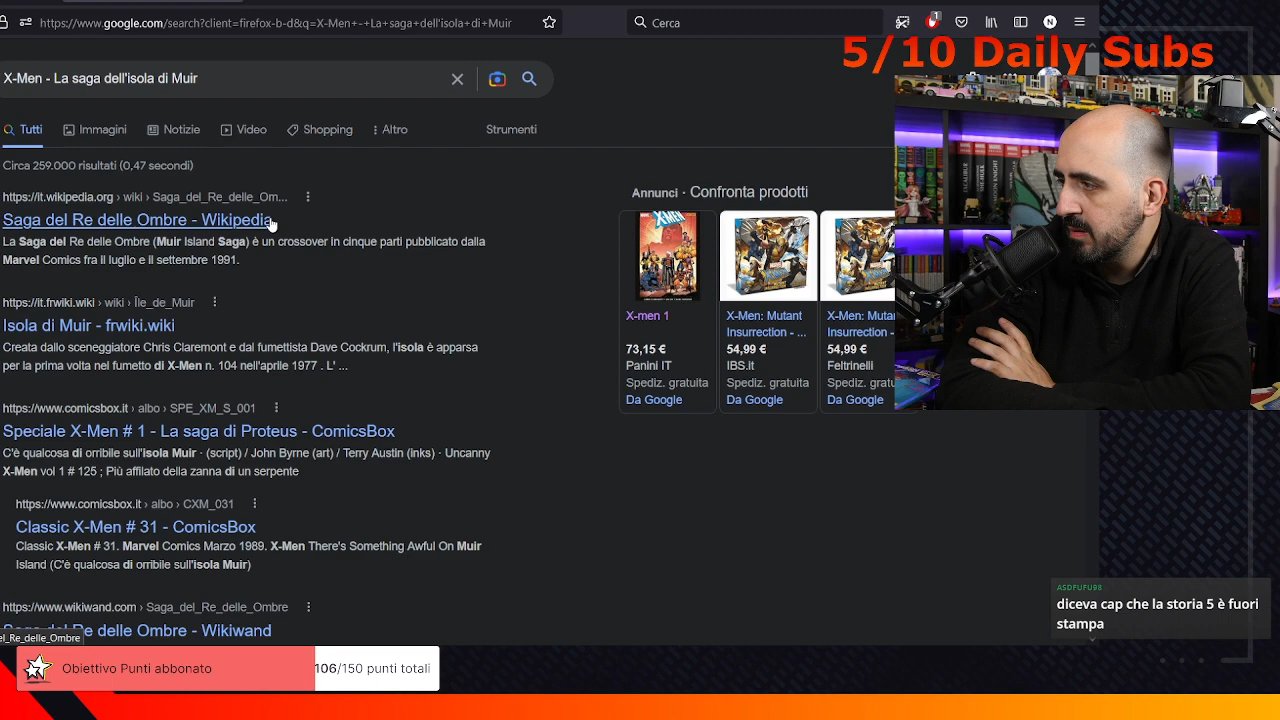 https://www.google.com/search?client=firefox-b-d&q=X-Men+-+La+saga+dell'isola+di+Muir
Cerca
1
N
5/10 Daily Subs
X-Men - La saga dell'isola di Muir
Tutti
Immagini
Notizie
Video
Shopping
Altro
Strumenti
Circa 259.000 risultati (0,47 secondi)
https://it.wikipedia.org › wiki › Saga_del_Re_delle_Om...
Saga del Re delle Ombre - Wikipedia
La Saga del Re delle Ombre (Muir Island Saga) è un crossover in cinque parti pubblicato dalla
Marvel Comics fra il luglio e il settembre 1991.
https://it.frwiki.wiki › wiki › Île_de_Muir
Isola di Muir - frwiki.wiki
Creata dallo sceneggiatore Chris Claremont e dal fumettista Dave Cockrum, l'isola è apparsa
per la prima volta nel fumetto di X-Men n. 104 nell'aprile 1977 . L' ...
https://www.comicsbox.it › albo › SPE_XM_S_001
Speciale X-Men # 1 - La saga di Proteus - ComicsBox
C'è qualcosa di orribile sull'isola Muir · (script) / John Byrne (art) / Terry Austin (inks) · Uncanny
X-Men vol 1 # 125 ; Più affilato della zanna di un serpente
https://www.comicsbox.it › albo › CXM_031
Classic X-Men # 31 - ComicsBox
Classic X-Men # 31. Marvel Comics Marzo 1989. X-Men There's Something Awful On Muir
Island (C'è qualcosa di orribile sull'isola Muir)
https://www.wikiwand.com › Saga_del_Re_delle_Ombre
Saga del Re delle Ombre - Wikiwand
el_Re_delle_Ombre
Annunci · Confronta prodotti
X-MEN
X-men 1
73,15 €
Panini IT
Spediz. gratuita
Da Google
X-Men: Mutant
Insurrection - ...
54,99 €
IBS.it
Spediz. gratuita
Da Google
X-Men: Muta
Insurrection -
54,99 €
Feltrinelli
Spediz. gratuita
Da Google
ASDFUFU98
diceva cap che la storia 5 è fuori
stampa
Obiettivo Punti abbonato
106/150 punti totali